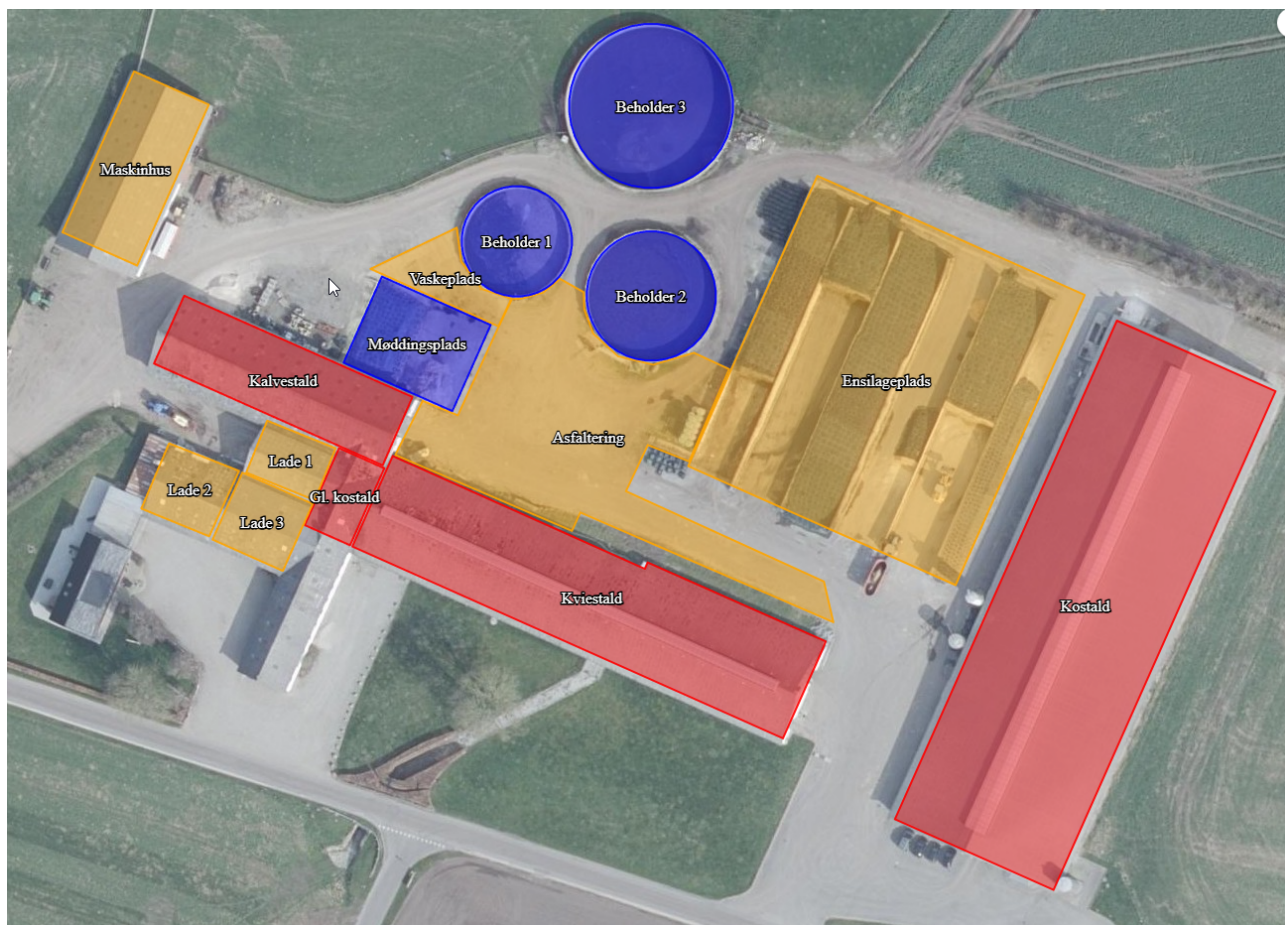 Beholder 3
Maskinhus
Beholder 1
Vaskeplads
Beholder 2
Møddingsplads
Kalvestald
Ensilageplads
Asfaltering
Lade 1
Lade 2
Gl. kostald
Lade 3
Kviestald
Kostald